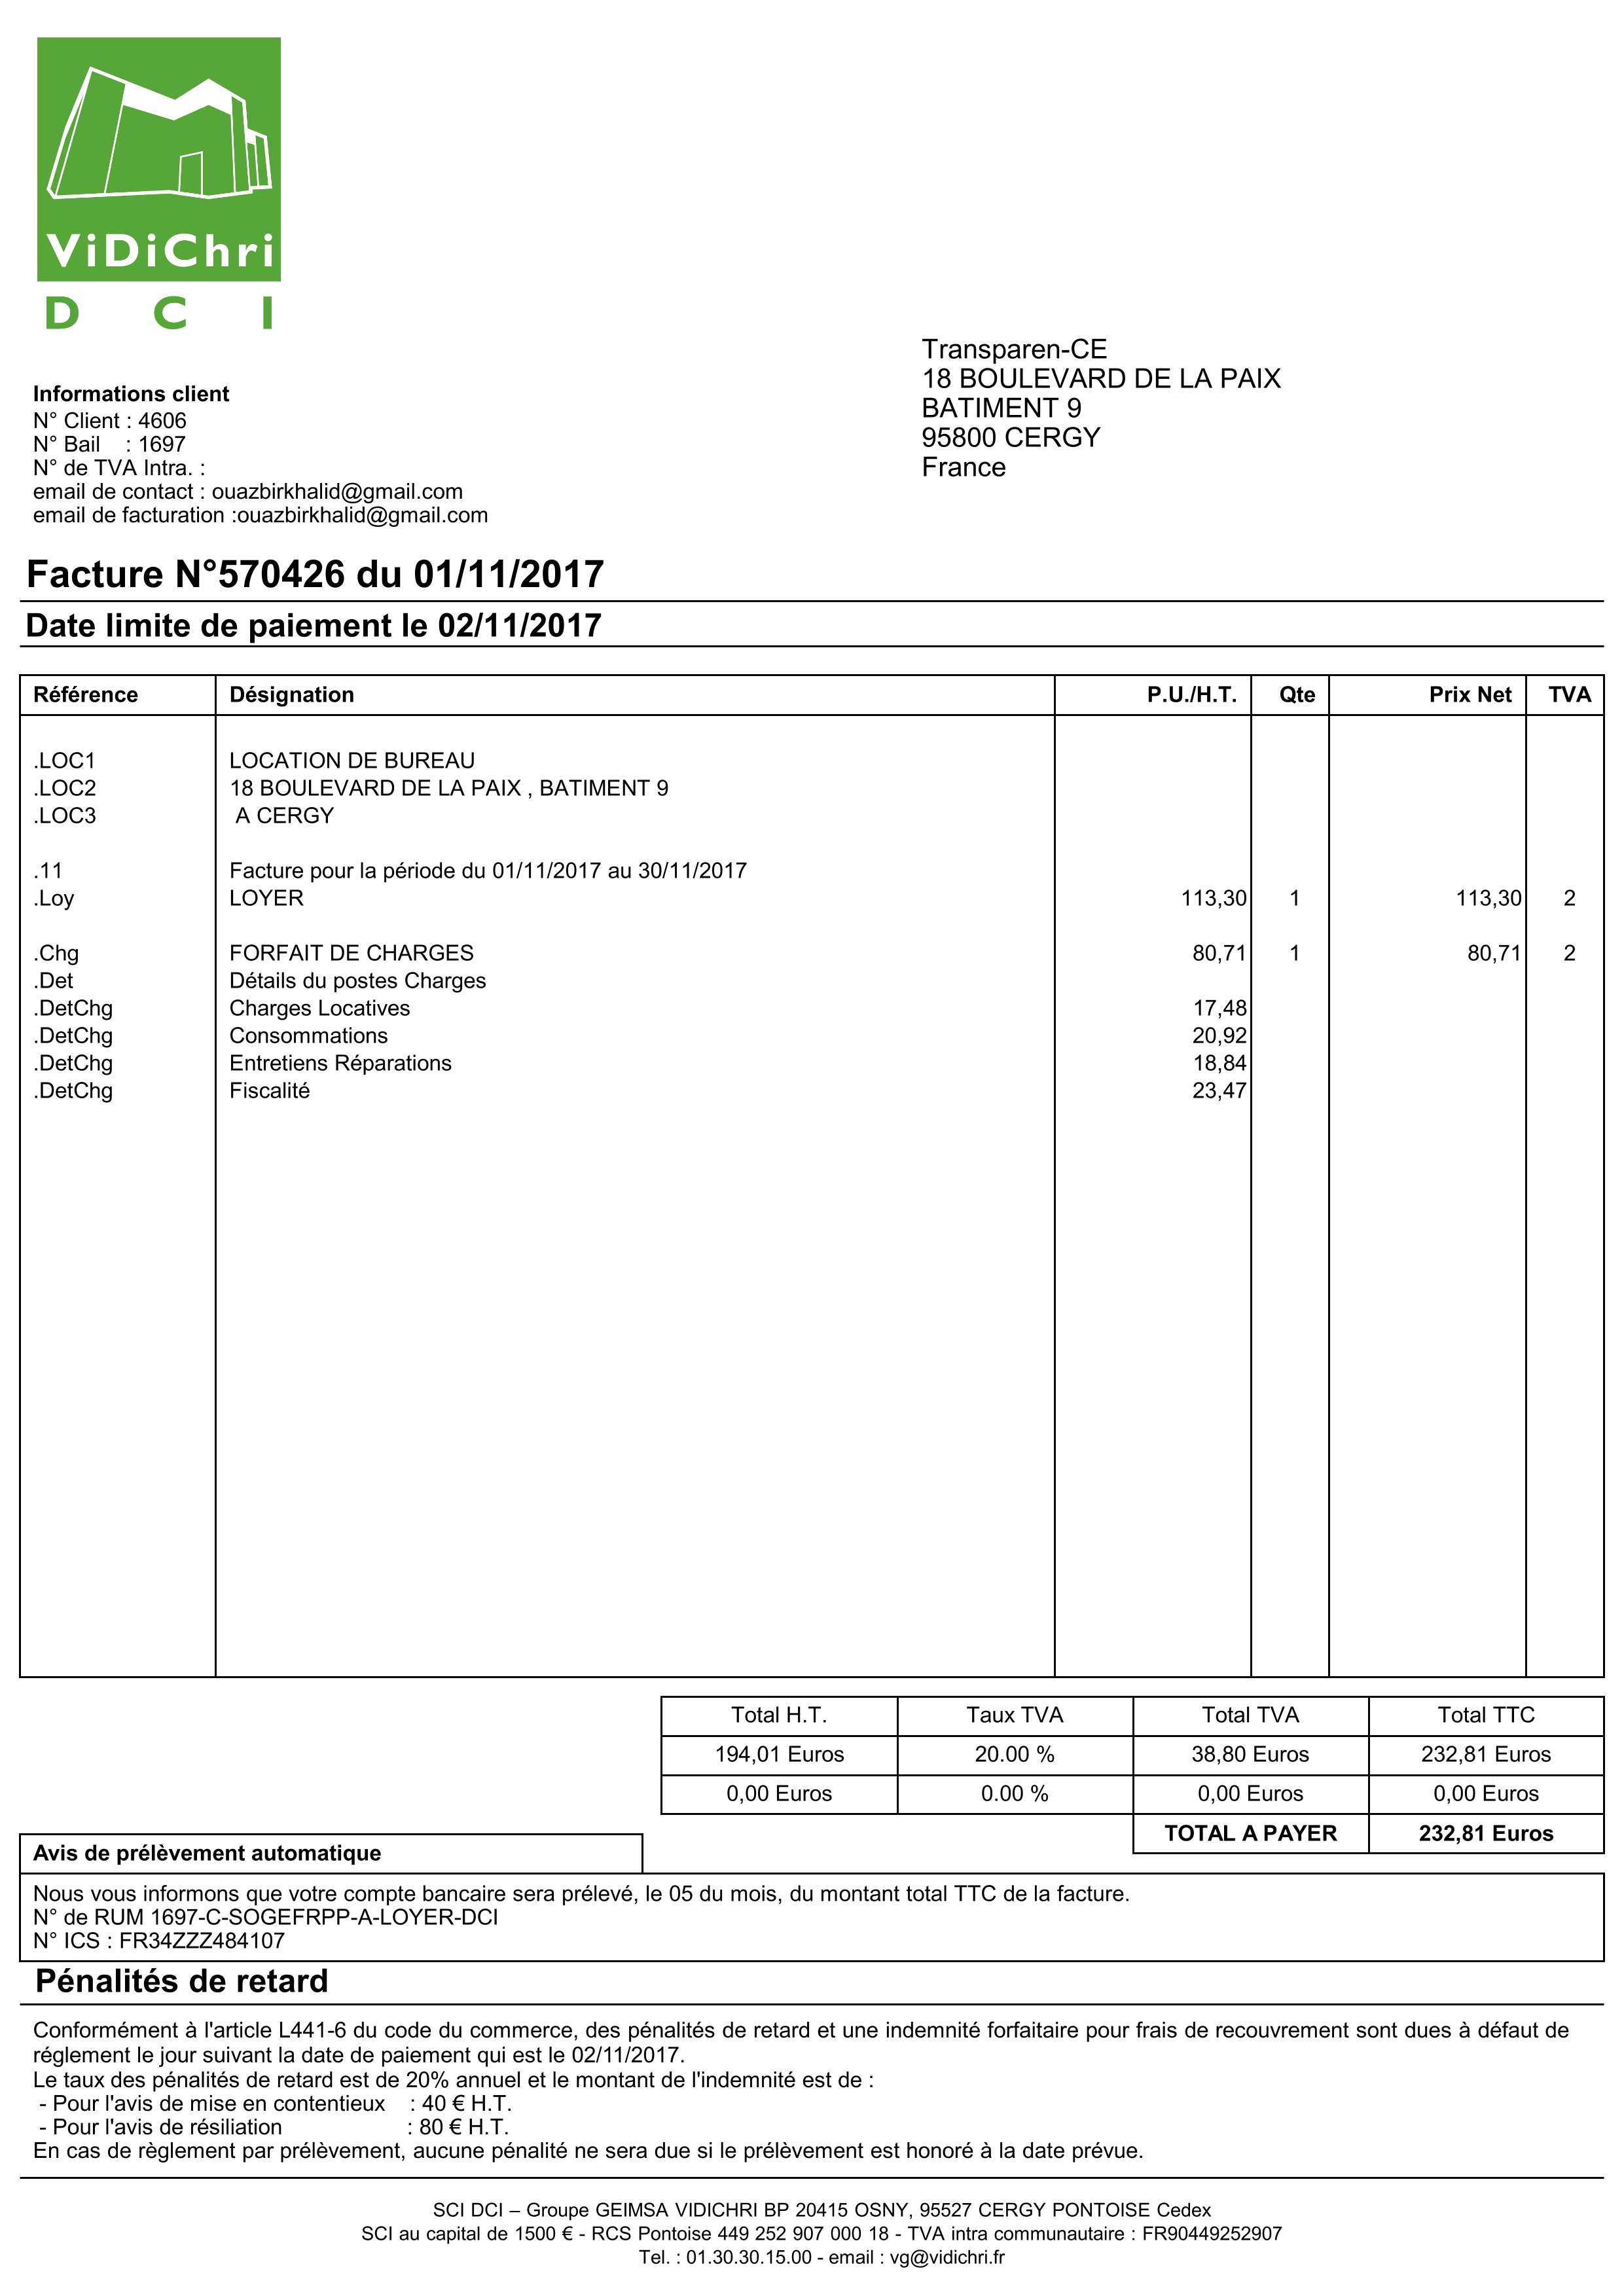 ViDiChri
D C I
Transparen-CE
18 BOULEVARD DE LA PAIX
BATIMENT 9
95800 CERGY
France
Informations client
N° Client : 4606
N° Bail : 1697
N° de TVA Intra. :
email de contact : ouazbirkhalid@gmail.com
email de facturation :ouazbirkhalid@gmail.com
Facture N°570426 du 01/11/2017
Date limite de paiement le 02/11/2017
Référence Désignation P.U./H.T. Qte Prix Net TVA
.LOC1 LOCATION DE BUREAU
.LOC2 18 BOULEVARD DE LA PAIX , BATIMENT 9
.LOC3 A CERGY
.11 Facture pour la période du 01/11/2017 au 30/11/2017
.Loy LOYER 113,30 1 113,30 2
.Chg FORFAIT DE CHARGES 80,71 1 80,71 2
.Det Détails du postes Charges
.DetChg Charges Locatives 17,48
.DetChg Consommations 20,92
.DetChg Entretiens Réparations 18,84
.DetChg Fiscalité 23,47
Total H.T. Taux TVA Total TVA Total TTC
194,01 Euros 20.00 % 38,80 Euros 232,81 Euros
0,00 Euros 0.00 % 0,00 Euros 0,00 Euros
TOTAL A PAYER 232,81 Euros
Avis de prélèvement automatique
Nous vous informons que votre compte bancaire sera prélevé, le 05 du mois, du montant total TTC de la facture.
N° de RUM 1697-C-SOGEFRPP-A-LOYER-DCI
N° ICS : FR34ZZZ484107
Pénalités de retard
Conformément à l'article L441-6 du code du commerce, des pénalités de retard et une indemnité forfaitaire pour frais de recouvrement sont dues à défaut de
réglement le jour suivant la date de paiement qui est le 02/11/2017.
Le taux des pénalités de retard est de 20% annuel et le montant de l'indemnité est de :
- Pour l'avis de mise en contentieux : 40 € H.T.
- Pour l'avis de résiliation : 80 € H.T.
En cas de règlement par prélèvement, aucune pénalité ne sera due si le prélèvement est honoré à la date prévue.
SCI DCI – Groupe GEIMSA VIDICHRI BP 20415 OSNY, 95527 CERGY PONTOISE Cedex
SCI au capital de 1500 € - RCS Pontoise 449 252 907 000 18 - TVA intra communautaire : FR90449252907
Tel. : 01.30.30.15.00 - email : vg@vidichri.fr